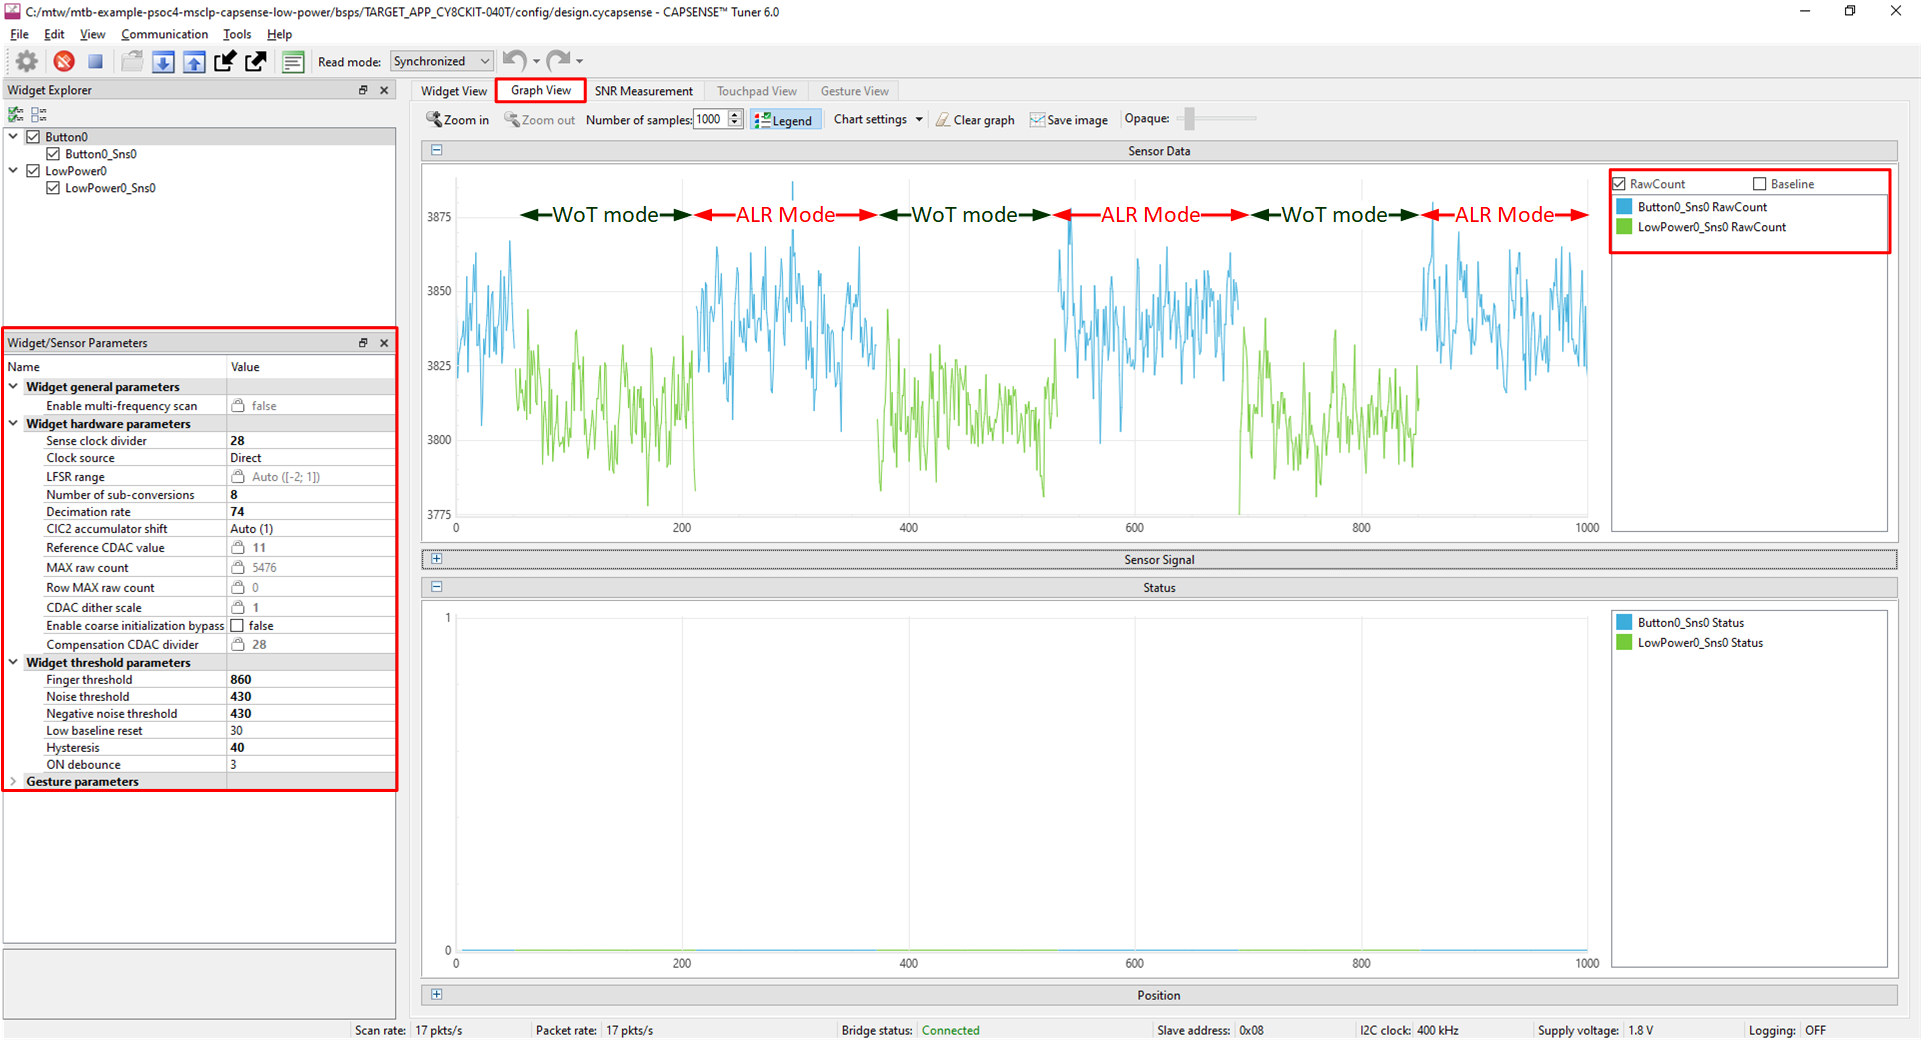 C:/mtw/mtb-example-psoc4-msclp-capsense-low-power/bsps/TARGET_APP_CY8CKIT-040T/config/design.cycapsense - CAPSENSE™ Tuner 6.0
File Edit View Communication Tools Help
Read mode: Synchronized
Widget Explorer
Button0
Button0_Sns0
LowPower0
LowPower0_Sns0
Widget/Sensor Parameters
Name Value
Widget general parameters
Enable multi-frequency scan false
Widget hardware parameters
Sense clock divider 28
Clock source Direct
LFSR range Auto ([-2; 1])
Number of sub-conversions 8
Decimation rate 74
CIC2 accumulator shift Auto (1)
Reference CDAC value 11
MAX raw count 5476
Row MAX raw count 0
CDAC dither scale 1
Enable coarse initialization bypass false
Compensation CDAC divider 28
Widget threshold parameters
Finger threshold 860
Noise threshold 430
Negative noise threshold 430
Low baseline reset 30
Hysteresis 40
ON debounce 3
Gesture parameters
Widget View Graph View SNR Measurement Touchpad View Gesture View
Zoom in Zoom out Number of samples: 1000 Legend Chart settings Clear graph Save image Opaque:
Sensor Data
WoT mode ALR Mode WoT mode ALR Mode WoT mode ALR Mode
3875
3850
3825
3800
3775
0 200 400 600 800 1000
RawCount Baseline
Button0_Sns0 RawCount
LowPower0_Sns0 RawCount
Sensor Signal
Status
1
0
0 200 400 600 800 1000
Button0_Sns0 Status
LowPower0_Sns0 Status
Position
Scan rate: 17 pkts/s Packet rate: 17 pkts/s Bridge status: Connected Slave address: 0x08 I2C clock: 400 kHz Supply voltage: 1.8 V Logging: OFF